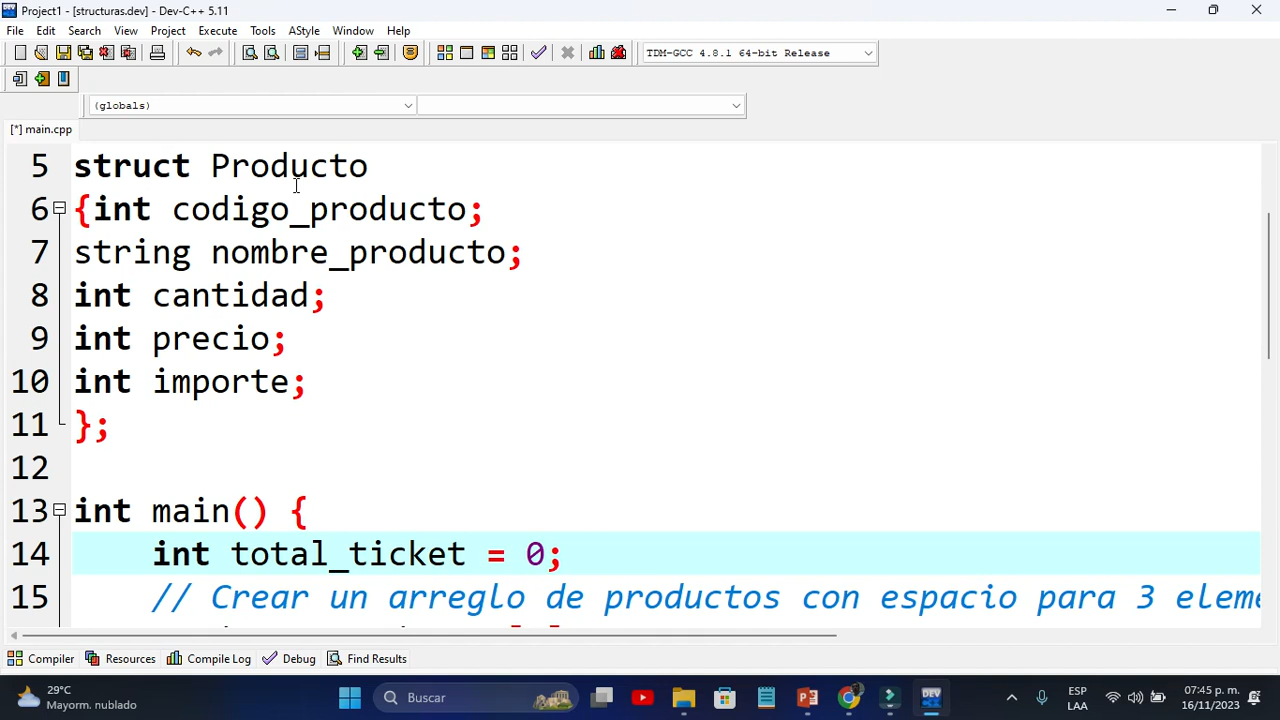 Project1 - [structuras.dev] - Dev-C++ 5.11
File Edit Search View Project Execute Tools AStyle Window Help
TDM-GCC 4.8.1 64-bit Release
(globals)
[*] main.cpp
5 struct Producto
6 {int codigo_producto;
7 string nombre_producto;
8 int cantidad;
9 int precio;
10 int importe;
11 };
12
13 int main() {
14 int total_ticket = 0;
15 // Crear un arreglo de productos con espacio para 3 eleme
Compiler Resources Compile Log Debug Find Results
29°C
Mayorm. nublado
Buscar
DEV
ESP
LAA
07:45 p. m.
16/11/2023